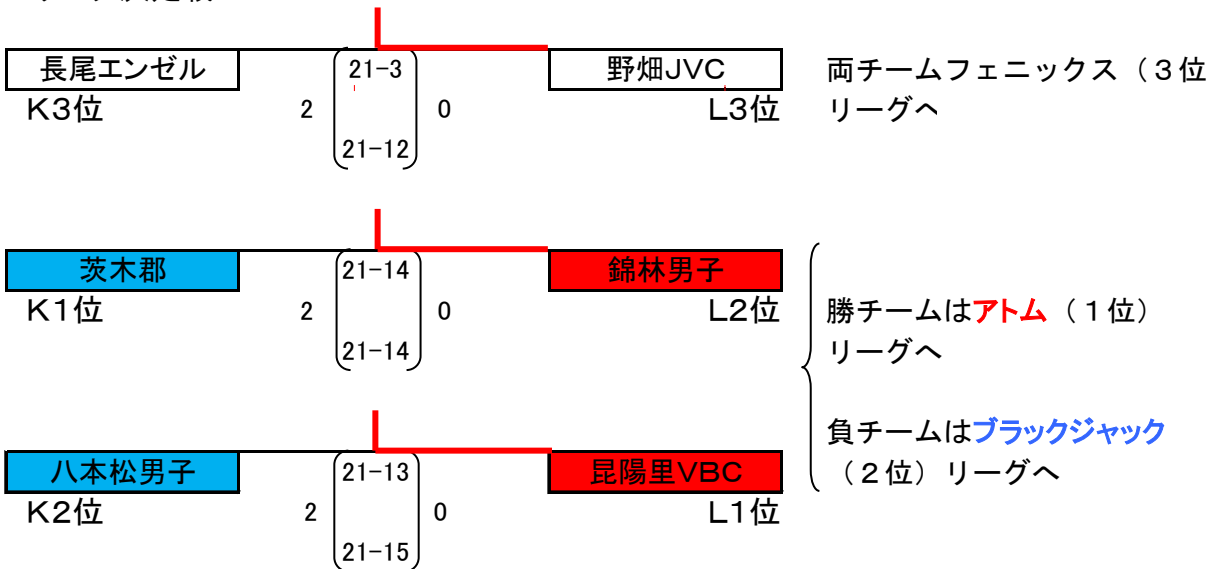 長尾エンゼル 21-3 野畑JVC 両チームフェニックス（３位
K3位 2 0 L3位 リーグへ
21-12
茨木郡 21-14 錦林男子
K1位 2 0 L2位 勝チームはアトム（１位）
21-14 リーグへ
負チームはブラックジャック
八本松男子 21-13 昆陽里VBC （２位）リーグへ
K2位 2 0 L1位
21-15